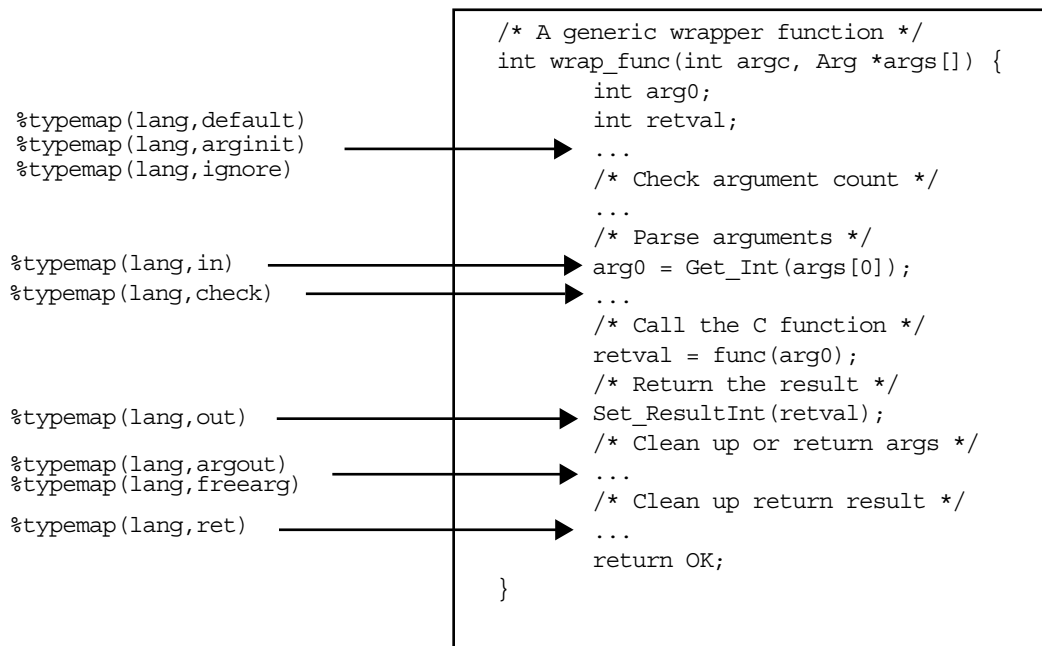 /* A generic wrapper function */
int wrap_func(int argc, Arg *args[]) {
int arg0;
int retval;
...
/* Check argument count */
...
/* Parse arguments */
arg0 = Get_Int(args[0]);
...
/* Call the C function */
retval = func(arg0);
/* Return the result */
Set_ResultInt(retval);
/* Clean up or return args */
...
/* Clean up return result */
...
return OK;
}
%typemap(lang,default)
%typemap(lang,arginit)
%typemap(lang,ignore)
%typemap(lang,in)
%typemap(lang,check)
%typemap(lang,out)
%typemap(lang,argout)
%typemap(lang,freearg)
%typemap(lang,ret)